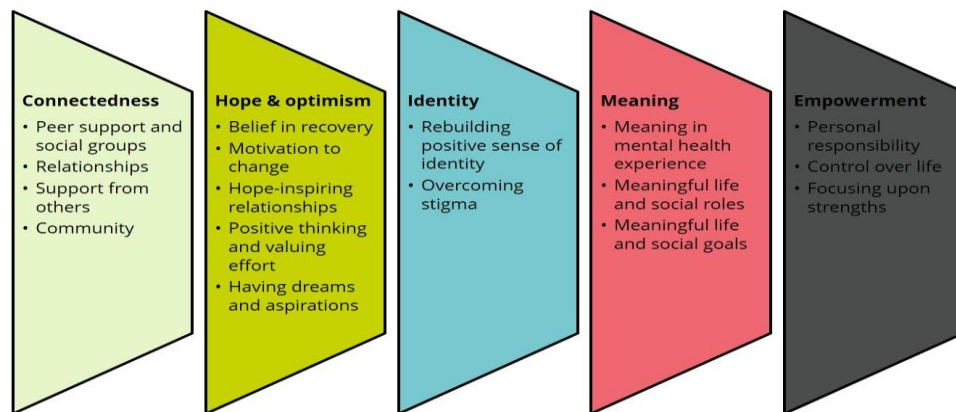 Connectedness
• Peer support and
social groups
• Relationships
• Support from
others
• Community
Hope & optimism
• Belief in recovery
• Motivation to
change
• Hope-inspiring
relationships
• Positive thinking
and valuing
effort
• Having dreams
and aspirations
Identity
• Rebuilding
positive sense of
identity
• Overcoming
stigma
Meaning
• Meaning in
mental health
experience
• Meaningful life
and social roles
• Meaningful life
and social goals
Empowerment
• Personal
responsibility
• Control over life
• Focusing upon
strengths